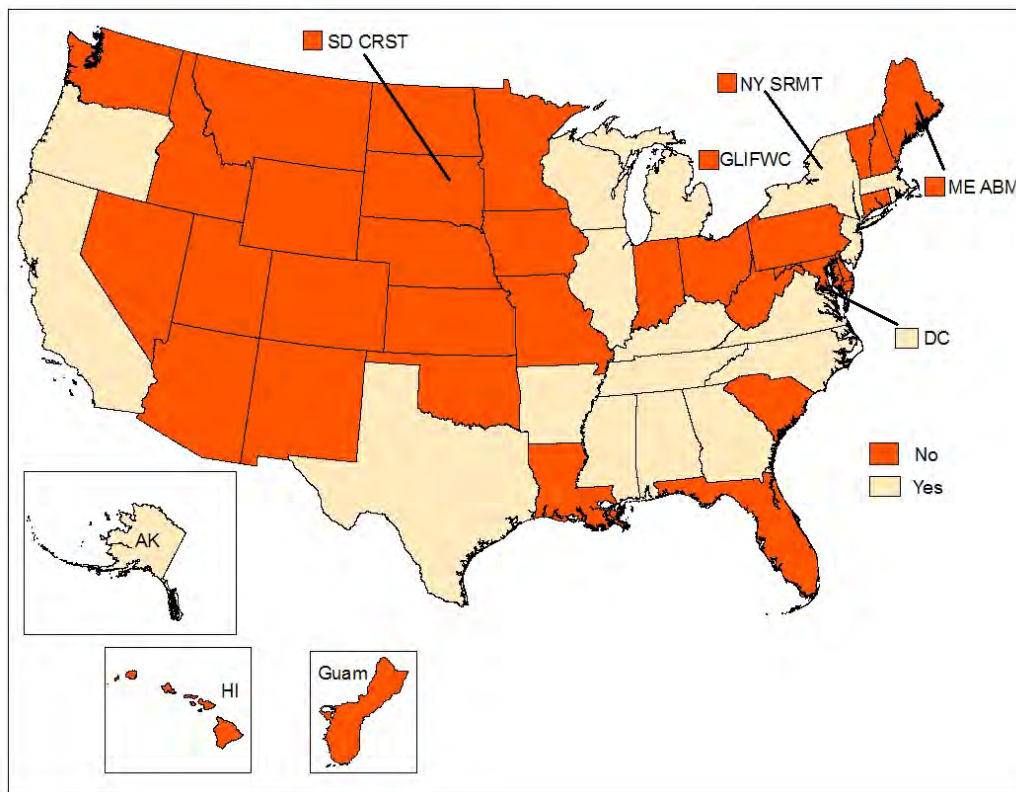 SD CRST
NY SRMT
GLIFWC
ME ABM
DC
No
Yes
AK
HI
Guam